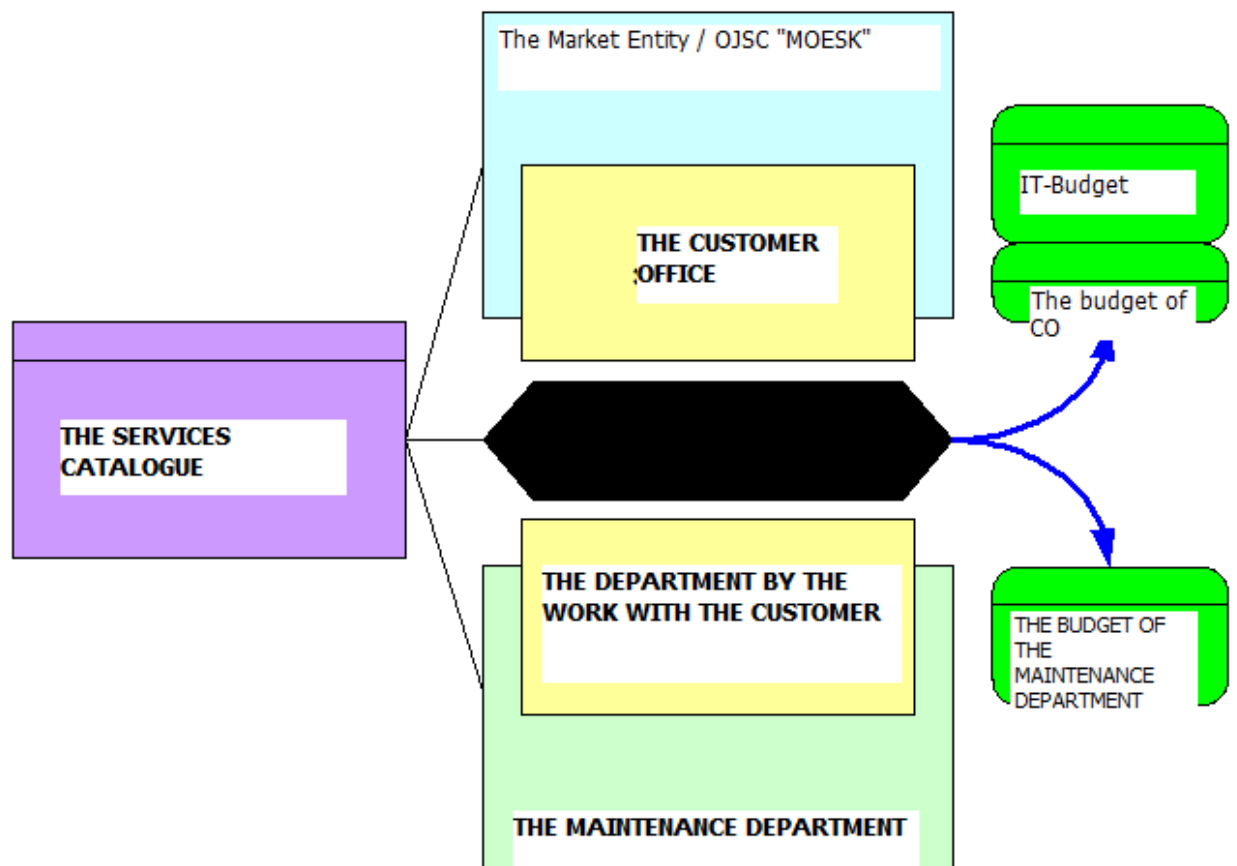 The Market Entity / OJSC "MOESK"
IT-Budget
THE CUSTOMER
OFFICE
The budget of
CO
THE SERVICES
CATALOGUE
THE DEPARTMENT BY THE
WORK WITH THE CUSTOMER
THE BUDGET OF
THE
MAINTENANCE
DEPARTMENT
THE MAINTENANCE DEPARTMENT